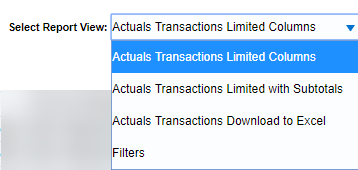 Select Report View: Actuals Transactions Limited Columns
Actuals Transactions Limited Columns
Actuals Transactions Limited with Subtotals
Actuals Transactions Download to Excel
Filters